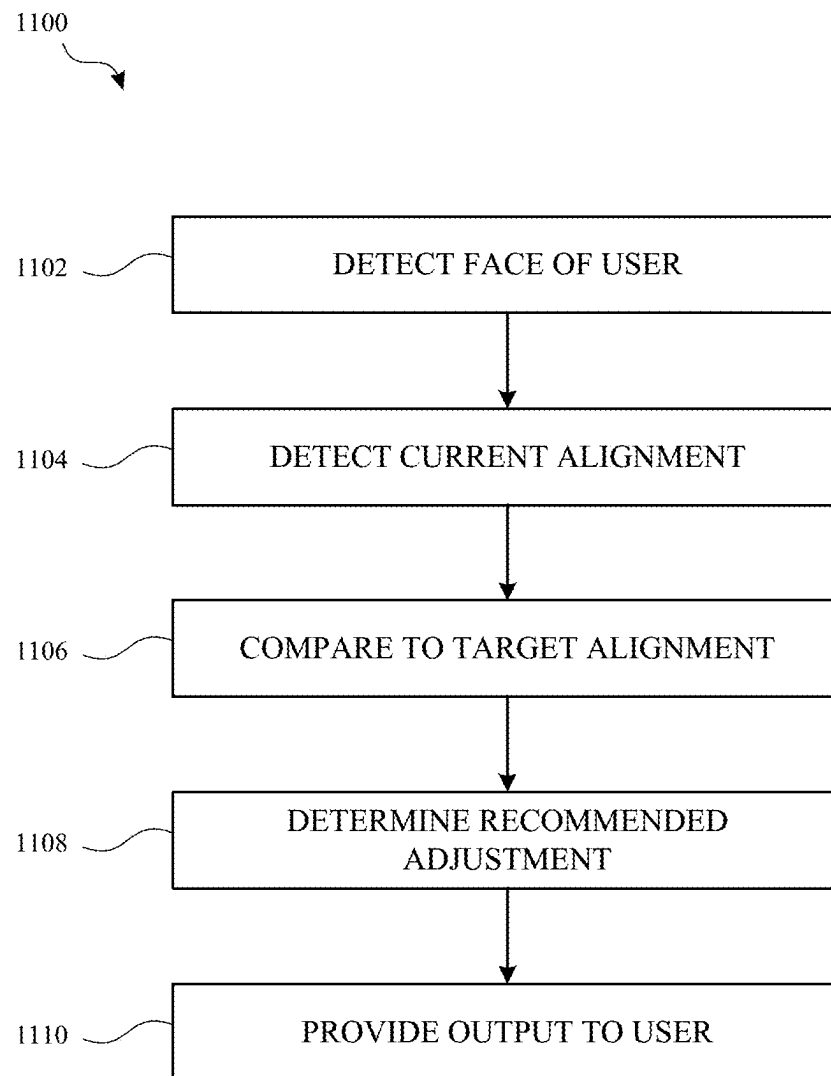 1100
1102
DETECT FACE OF USER
1104
DETECT CURRENT ALIGNMENT
1106
COMPARE TO TARGET ALIGNMENT
1108
DETERMINE RECOMMENDED
ADJUSTMENT
1110
PROVIDE OUTPUT TO USER